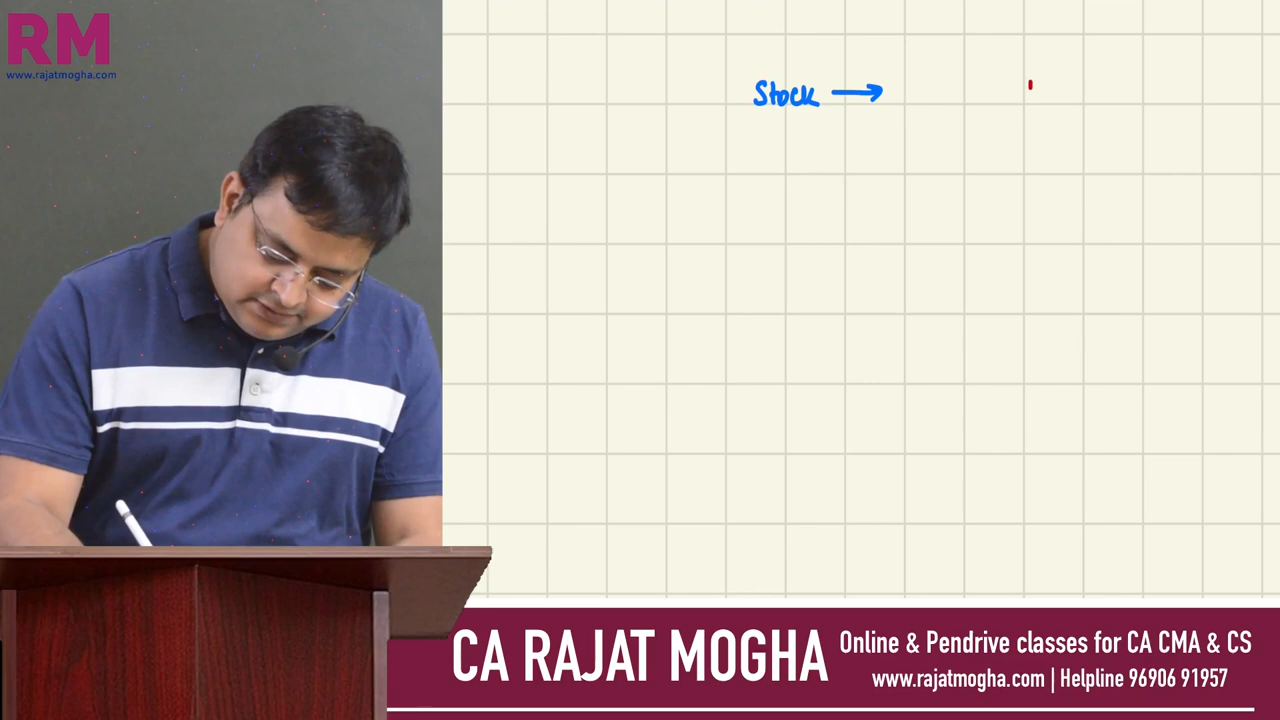 RM
www.rajatmogha.com
Stock →
CA RAJAT MOGHA
Online & Pendrive classes for CA CMA & CS
www.rajatmogha.com | Helpline 96906 91957